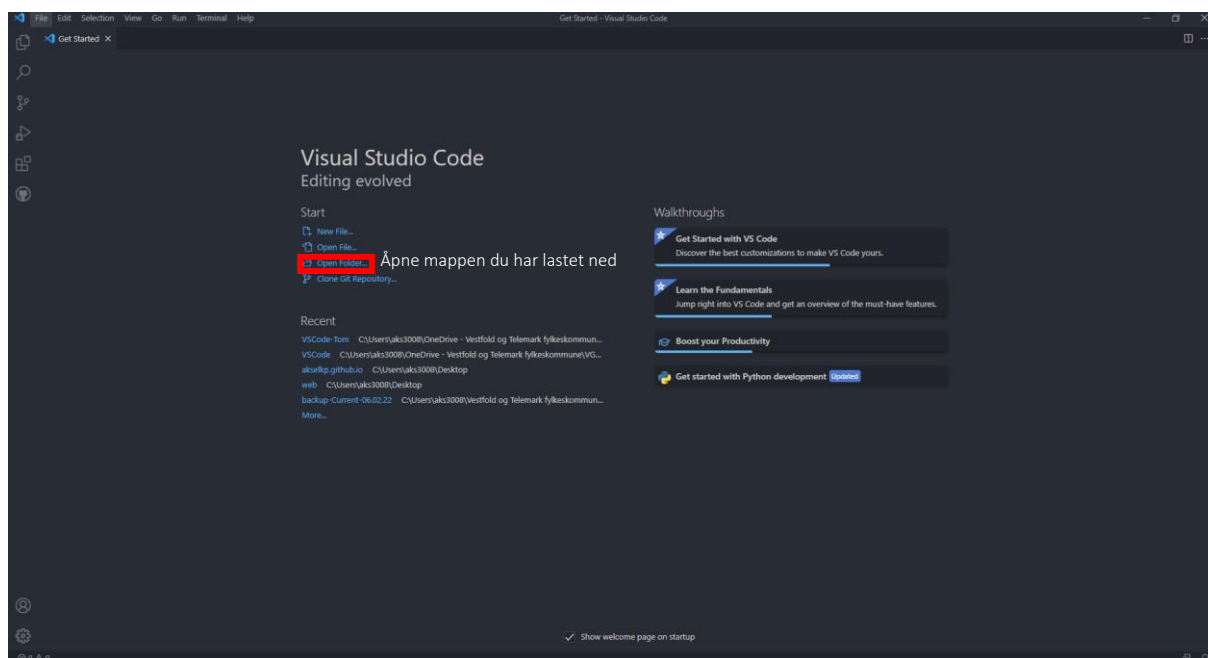 File Edit Selection View Go Run Terminal Help
Get Started - Visual Studio Code
Get Started
Visual Studio Code
Editing evolved
Start
New File...
Open File...
Open Folder...
Åpne mappen du har lastet ned
Clone Git Repository...
Recent
VSCode-Tom C:\Users\aks3008\OneDrive - Vestfold og Telemark fylkeskommun...
VSCode C:\Users\aks3008\OneDrive - Vestfold og Telemark fylkeskommune\VG...
akselkp.github.io C:\Users\aks3008\Desktop
web C:\Users\aks3008\Desktop
backup-Current-06.02.22 C:\Users\aks3008\Vestfold og Telemark fylkeskommun...
More...
Walkthroughs
Get Started with VS Code
Discover the best customizations to make VS Code yours.
Learn the Fundamentals
Jump right into VS Code and get an overview of the must-have features.
Boost your Productivity
Get started with Python development Updated
Show welcome page on startup